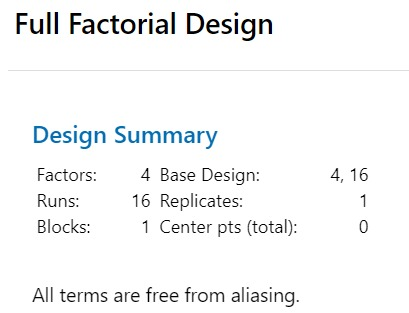 Full Factorial Design
Design Summary
Factors: 4 Base Design: 4, 16
Runs: 16 Replicates: 1
Blocks: 1 Center pts (total): 0
All terms are free from aliasing.